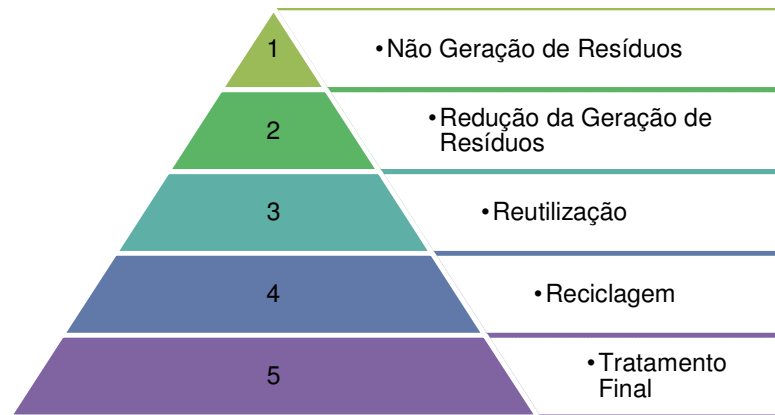 1
•Não Geração de Resíduos
2
•Redução da Geração de
Resíduos
3
•Reutilização
4
•Reciclagem
5
•Tratamento
Final